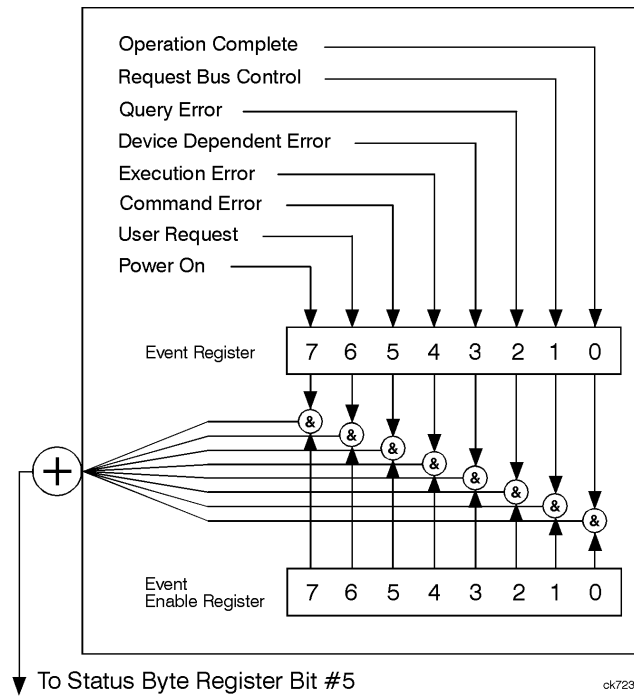 Operation Complete
Request Bus Control
Query Error
Device Dependent Error
Execution Error
Command Error
User Request
Power On
Event Register 7 6 5 4 3 2 1 0
& & & & & & & &
+
Event
Enable Register 7 6 5 4 3 2 1 0
To Status Byte Register Bit #5
ck723